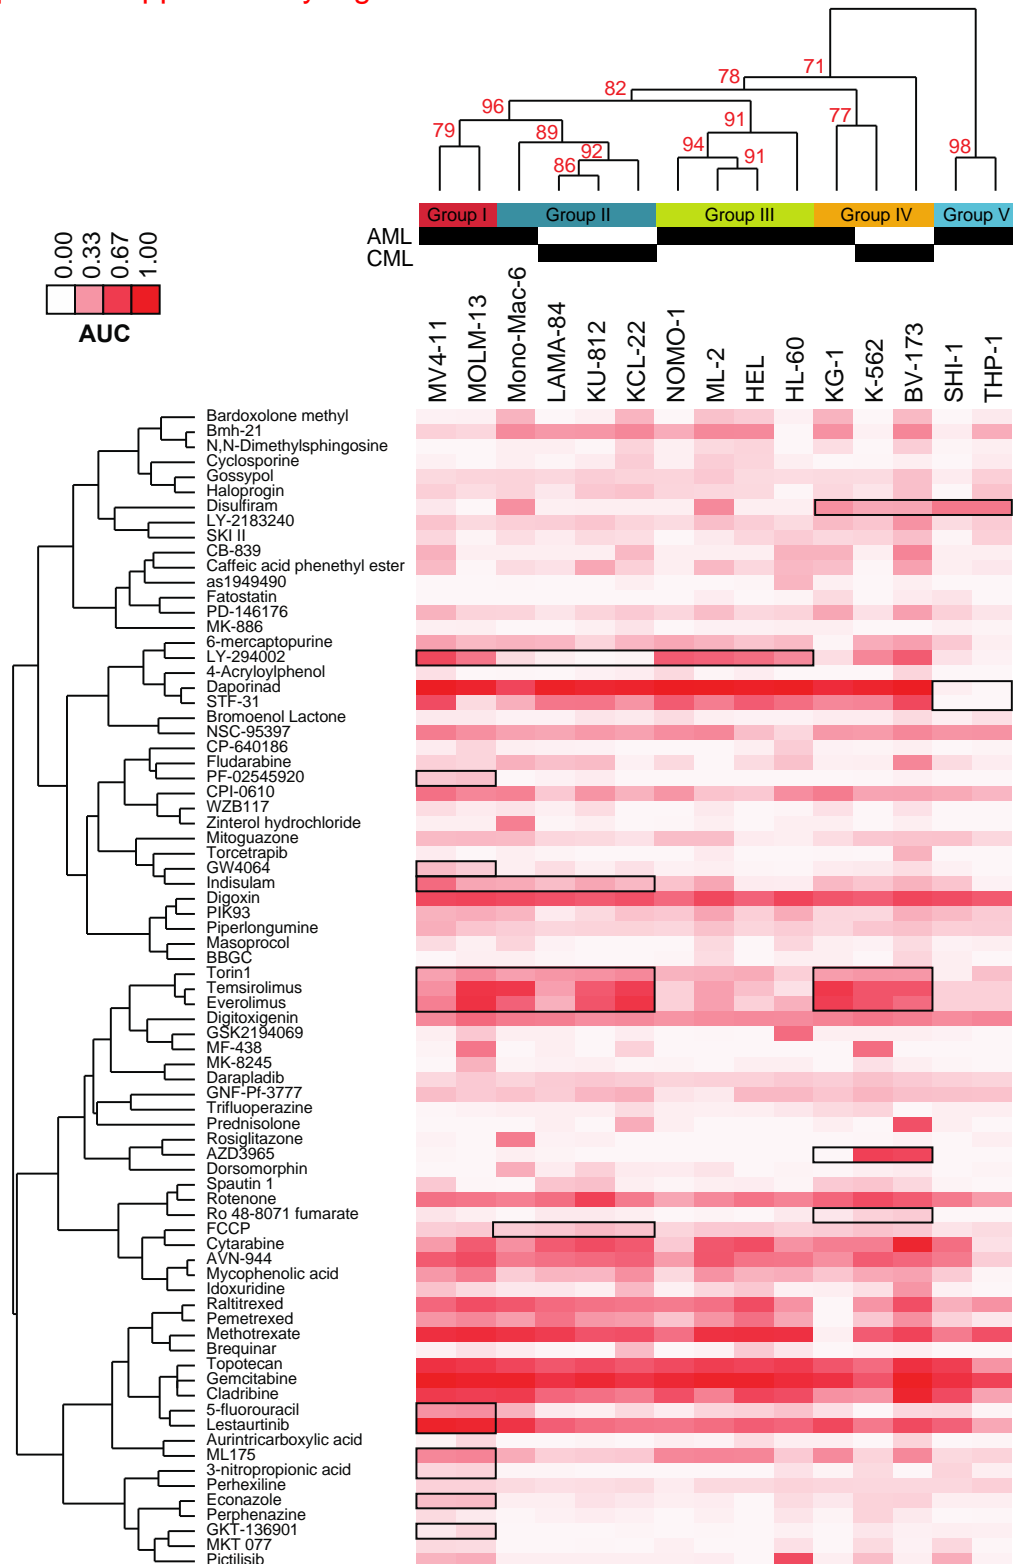 71
78
82
96
91
77
79
89
94
92
91
98
86
Group I Group II Group III Group IV Group V
AML
CML
0.00 0.33 0.67 1.00
AUC
MV4-11 MOLM-13 Mono-Mac-6 LAMA-84 KU-812 KCL-22 NOMO-1 ML-2 HEL HL-60 KG-1 K-562 BV-173 SHI-1 THP-1
Bardoxolone methyl
Bmh-21
N,N-Dimethylsphingosine
Cyclosporine
Gossypol
Haloprogin
Disulfiram
LY-2183240
SKI II
CB-839
Caffeic acid phenethyl ester
as1949490
Fatostatin
PD-146176
MK-886
6-mercaptopurine
LY-294002
4-Acryloylphenol
Daporinad
STF-31
Bromoenol Lactone
NSC-95397
CP-640186
Fludarabine
PF-02545920
CPI-0610
WZB117
Zinterol hydrochloride
Mitoguazone
Torcetrapib
GW4064
Indisulam
Digoxin
PIK93
Piperlongumine
Masoprocol
BBGC
Torin1
Temsirolimus
Everolimus
Digitoxigenin
GSK2194069
MF-438
MK-8245
Darapladib
GNF-Pf-3777
Trifluoperazine
Prednisolone
Rosiglitazone
AZD3965
Dorsomorphin
Spautin 1
Rotenone
Ro 48-8071 fumarate
FCCP
Cytarabine
AVN-944
Mycophenolic acid
Idoxuridine
Raltitrexed
Pemetrexed
Methotrexate
Brequinar
Topotecan
Gemcitabine
Cladribine
5-fluorouracil
Lestaurtinib
Aurintricarboxylic acid
ML175
3-nitropropionic acid
Perhexiline
Econazole
Perphenazine
GKT-136901
MKT 077
Pictilisib